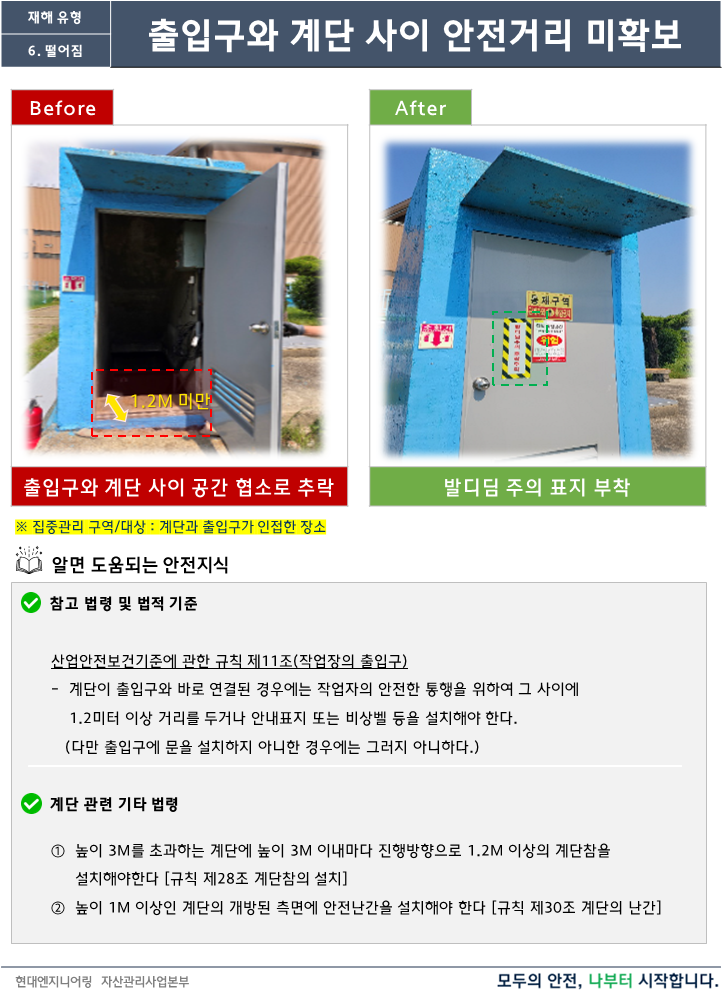 재해 유형
6. 떨어짐
출입구와 계단 사이 안전거리 미확보
Before
After
1.2M 미만
통제구역
위험
출입구와 계단 사이 공간 협소로 추락
발디딤 주의 표지 부착
※ 집중관리 구역/대상 : 계단과 출입구가 인접한 장소
알면 도움되는 안전지식
참고 법령 및 법적 기준
산업안전보건기준에 관한 규칙 제11조(작업장의 출입구)
- 계단이 출입구와 바로 연결된 경우에는 작업자의 안전한 통행을 위하여 그 사이에
1.2미터 이상 거리를 두거나 안내표지 또는 비상벨 등을 설치해야 한다.
(다만 출입구에 문을 설치하지 아니한 경우에는 그러지 아니하다.)
계단 관련 기타 법령
① 높이 3M를 초과하는 계단에 높이 3M 이내마다 진행방향으로 1.2M 이상의 계단참을
설치해야한다 [규칙 제28조 계단참의 설치]
② 높이 1M 이상인 계단의 개방된 측면에 안전난간을 설치해야 한다 [규칙 제30조 계단의 난간]
현대엔지니어링 자산관리사업본부
모두의 안전, 나부터 시작합니다.